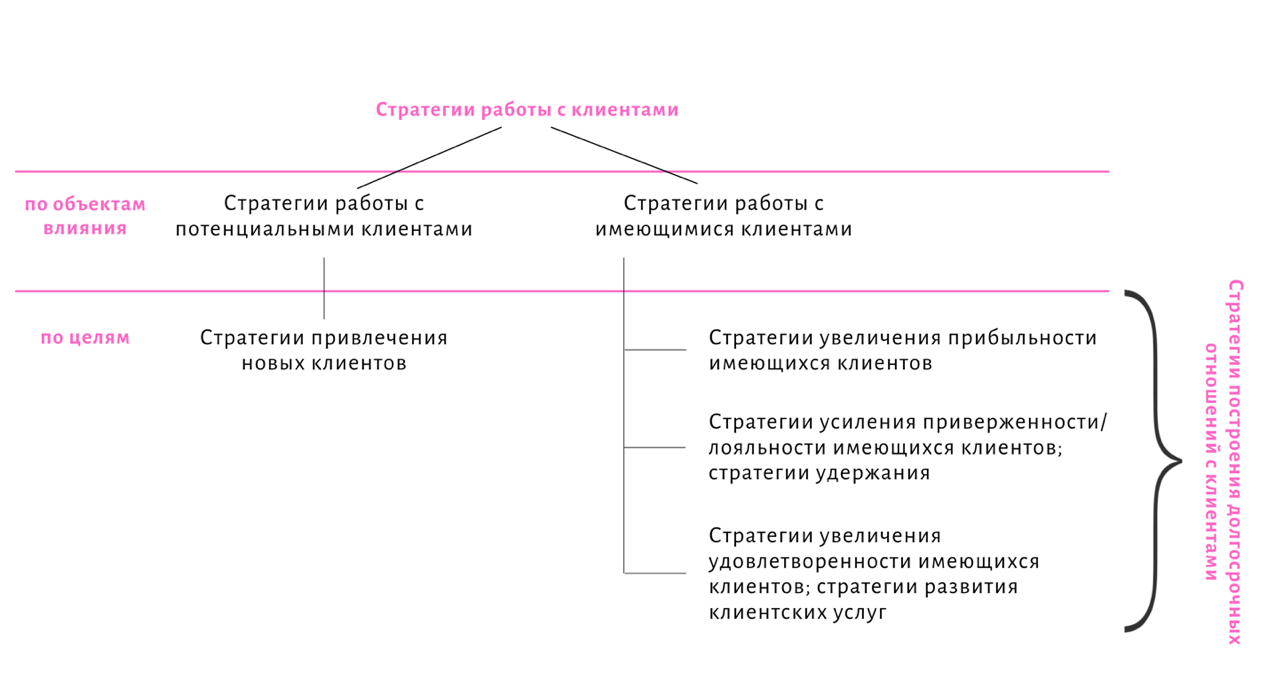 Стратегии работы с клиентами
по объектам
влияния
Стратегии работы с
потенциальными клиентами
Стратегии работы с
имеющимися клиентами
по целям
Стратегии привлечения
новых клиентов
Стратегии увеличения прибыльности
имеющихся клиентов
Стратегии усиления приверженности/
лояльности имеющихся клиентов;
стратегии удержания
Стратегии увеличения
удовлетворенности имеющихся
клиентов; стратегии развития
клиентских услуг
Стратегии построения долгосрочных
отношений с клиентами